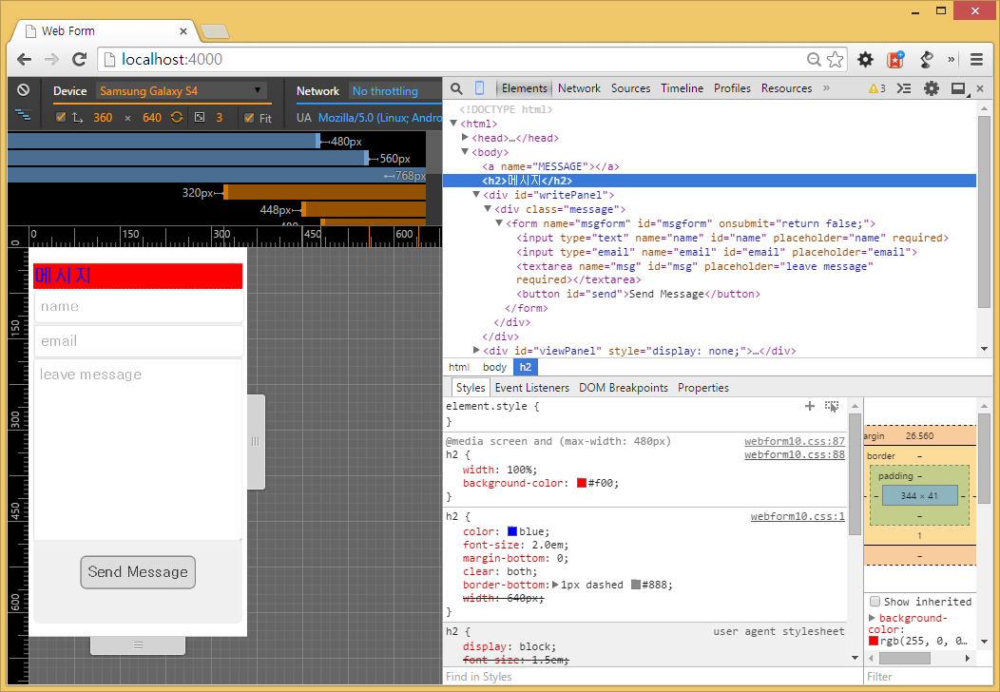 Web Form
localhost:4000
Device Samsung Galaxy S4
360 × 640 3 Fit
Network No throttling
UA Mozilla/5.0 (Linux; Andro
480px
560px
768px
320px
448px
0 150 300 450 600
0
150
300
450
600
메시지
name
email
leave message
Send Message
Elements Network Sources Timeline Profiles Resources » 3
<!DOCTYPE html>
▼<html>
▶<head>…</head>
▼<body>
<a name="MESSAGE"></a>
<h2>메시지</h2>
▼<div id="writePanel">
▼<div class="message">
▼<form name="msgform" id="msgform" onsubmit="return false;">
<input type="text" name="name" id="name" placeholder="name" required>
<input type="email" name="email" id="email" placeholder="email">
<textarea name="msg" id="msg" placeholder="leave message"
required></textarea>
<button id="send">Send Message</button>
</form>
</div>
</div>
▶<div id="viewPanel" style="display: none;">…</div>
html body h2
Styles Event Listeners DOM Breakpoints Properties
element.style {
}
@media screen and (max-width: 480px) webform10.css:87
h2 { webform10.css:88
width: 100%;
background-color: #f00;
}
h2 { webform10.css:1
color: blue;
font-size: 2.0em;
margin-bottom: 0;
clear: both;
border-bottom:▶1px dashed #888;
width: 640px;
}
h2 { user agent stylesheet
display: block;
font-size: 1.5em;
Find in Styles
argin 26.560
border –
padding –
– 344 × 41 –
–
1
–
Show inherited
▶ background-
color:
rgb(255, 0, 0…
Filter